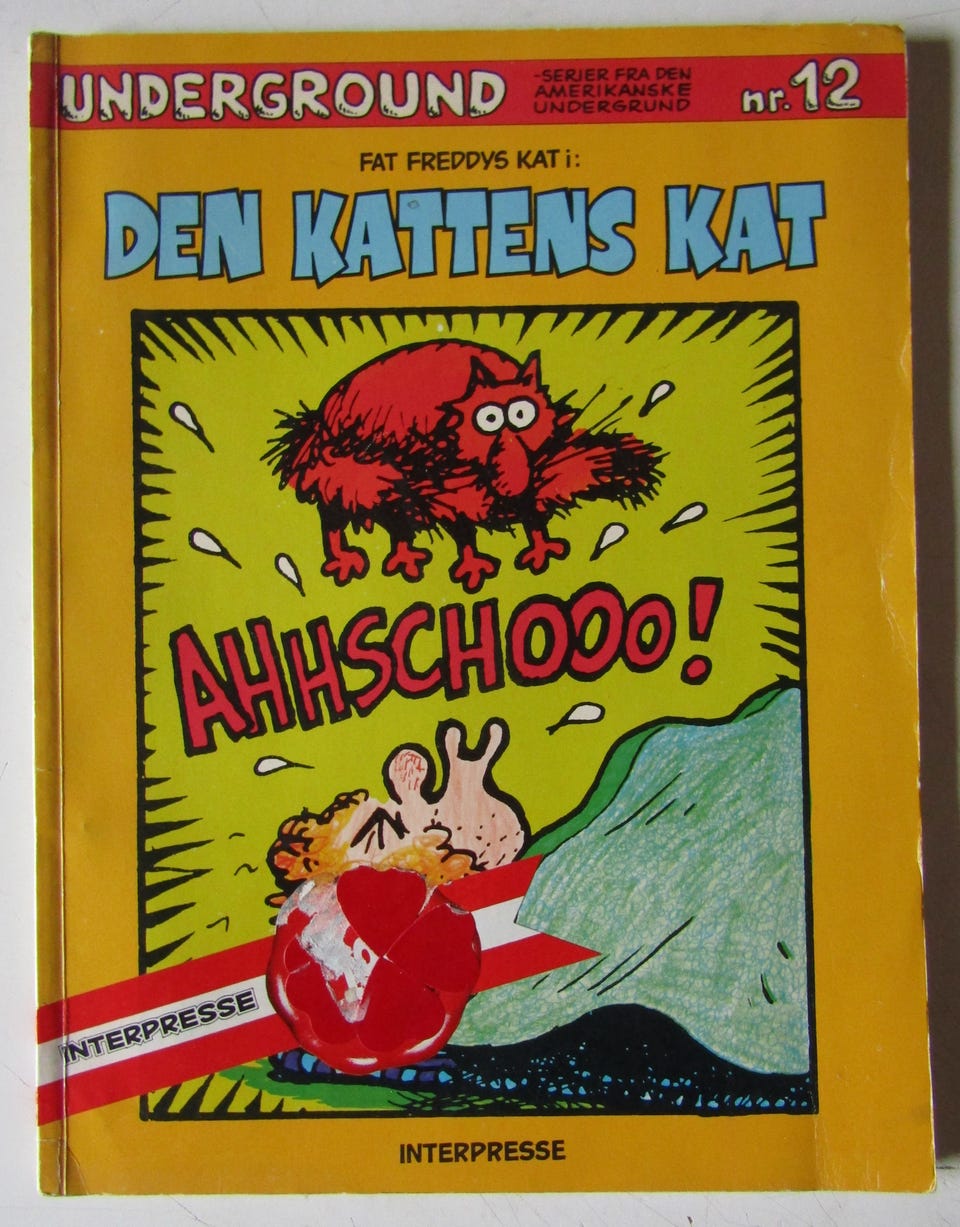 UNDERGROUND
-SERIER FRA DEN
AMERIKANSKE
UNDERGRUND
nr. 12
FAT FREDDYS KAT i:
DEN KATTENS KAT
AHHSCHOOO!
INTERPRESSE
INTERPRESSE